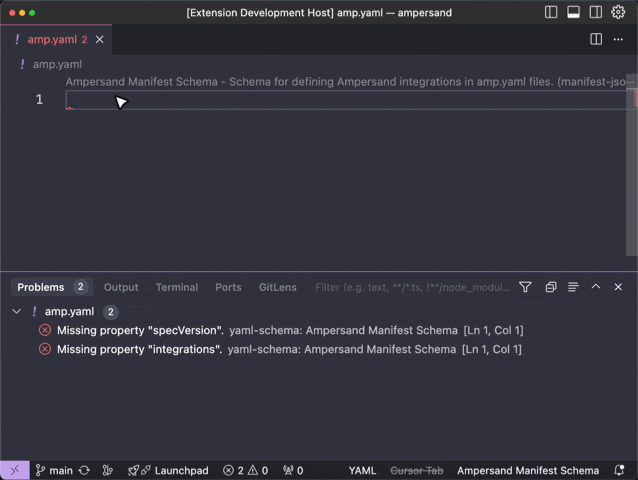 [Extension Development Host] amp.yaml — ampersand
! amp.yaml 2
! amp.yaml
Ampersand Manifest Schema - Schema for defining Ampersand integrations in amp.yaml files. (manifest-jso...
1
Problems 2 Output Terminal Ports GitLens Filter (e.g. text, **/*.ts, !**/node_modul...
! amp.yaml 2
Missing property "specVersion". yaml-schema: Ampersand Manifest Schema [Ln 1, Col 1]
Missing property "integrations". yaml-schema: Ampersand Manifest Schema [Ln 1, Col 1]
main Launchpad 2 0 0 YAML Cursor Tab Ampersand Manifest Schema